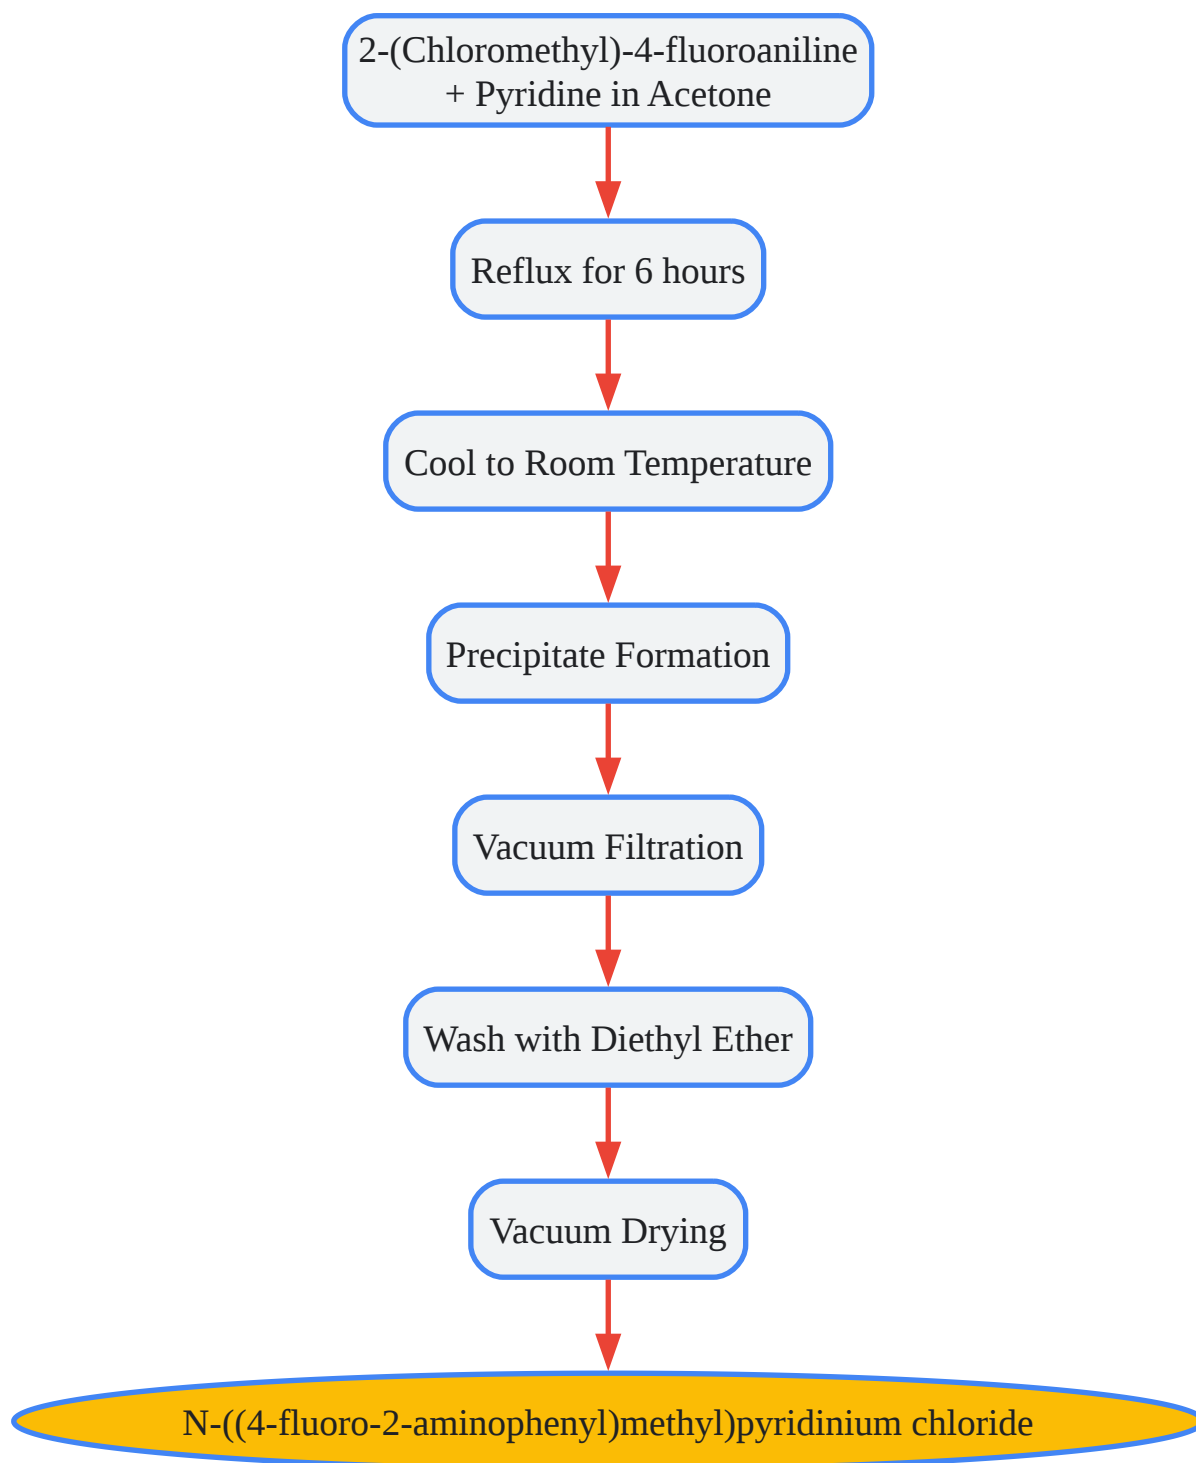 2-(Chloromethyl)-4-fluoroaniline
+ Pyridine in Acetone
Reflux for 6 hours
Cool to Room Temperature
Precipitate Formation
Vacuum Filtration
Wash with Diethyl Ether
Vacuum Drying
N-((4-fluoro-2-aminophenyl)methyl)pyridinium chloride